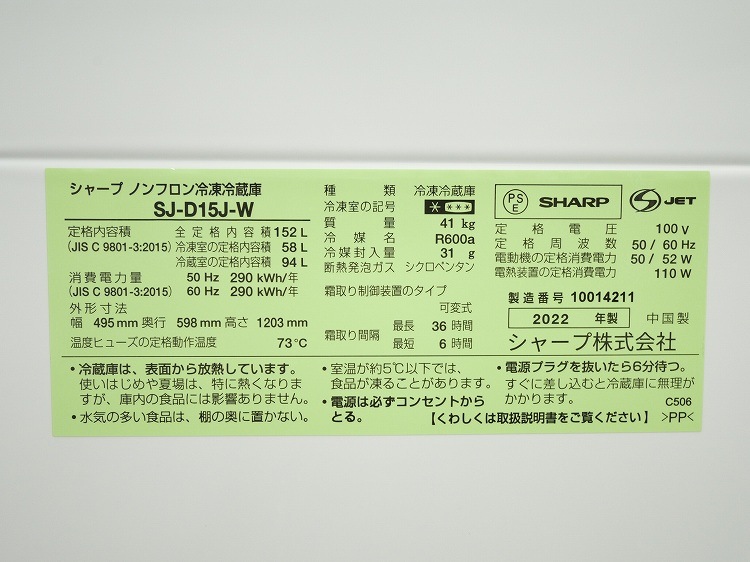 シャープ ノンフロン冷凍冷蔵庫
SJ-D15J-W
定格内容積 全定格内容積 152 L
(JIS C 9801-3:2015) 冷凍室の定格内容積 58 L
冷蔵室の定格内容積 94 L
消費電力量 50 Hz 290 kWh/年
(JIS C 9801-3:2015) 60 Hz 290 kWh/年
外形寸法
幅 495 mm 奥行 598 mm 高さ 1203 mm
温度ヒューズの定格動作温度 73℃
種類 冷凍冷蔵庫
冷凍室の記号 * ***
質量 41 kg
冷媒名 R600a
冷媒封入量 31 g
断熱発泡ガス シクロペンタン
霜取り制御装置のタイプ
可変式
霜取り間隔 最長 36 時間
最短 6 時間
PS E SHARP S JET
定格電圧 100 V
定格周波数 50 / 60 Hz
電動機の定格消費電力 50 / 52 W
電熱装置の定格消費電力 110 W
製造番号 10014211
2022 年製 中国製
シャープ株式会社
・冷蔵庫は、表面から放熱しています。
使いはじめや夏場は、特に熱くなりま
すが、庫内の食品には影響ありません。
・水気の多い食品は、棚の奥に置かない。
・室温が約5℃以下では、
食品が凍ることがあります。
・電源は必ずコンセントから
とる。
・電源プラグを抜いたら6分待つ。
すぐに差し込むと冷蔵庫に無理が
かかります。 C506
【くわしくは取扱説明書をご覧ください】 >PP<